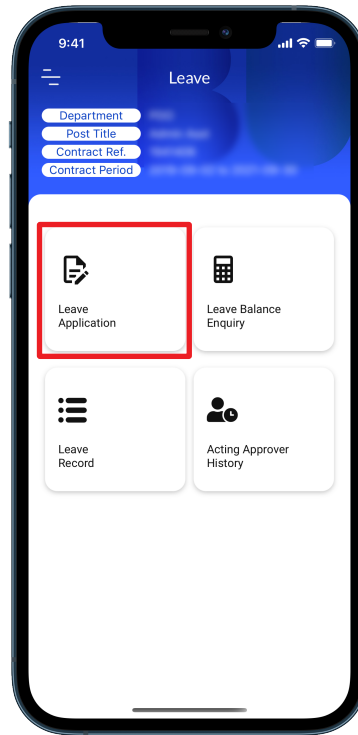 9:41
Leave
Department
Post Title
Contract Ref.
Contract Period
Leave
Application
Leave Balance
Enquiry
Leave
Record
Acting Approver
History